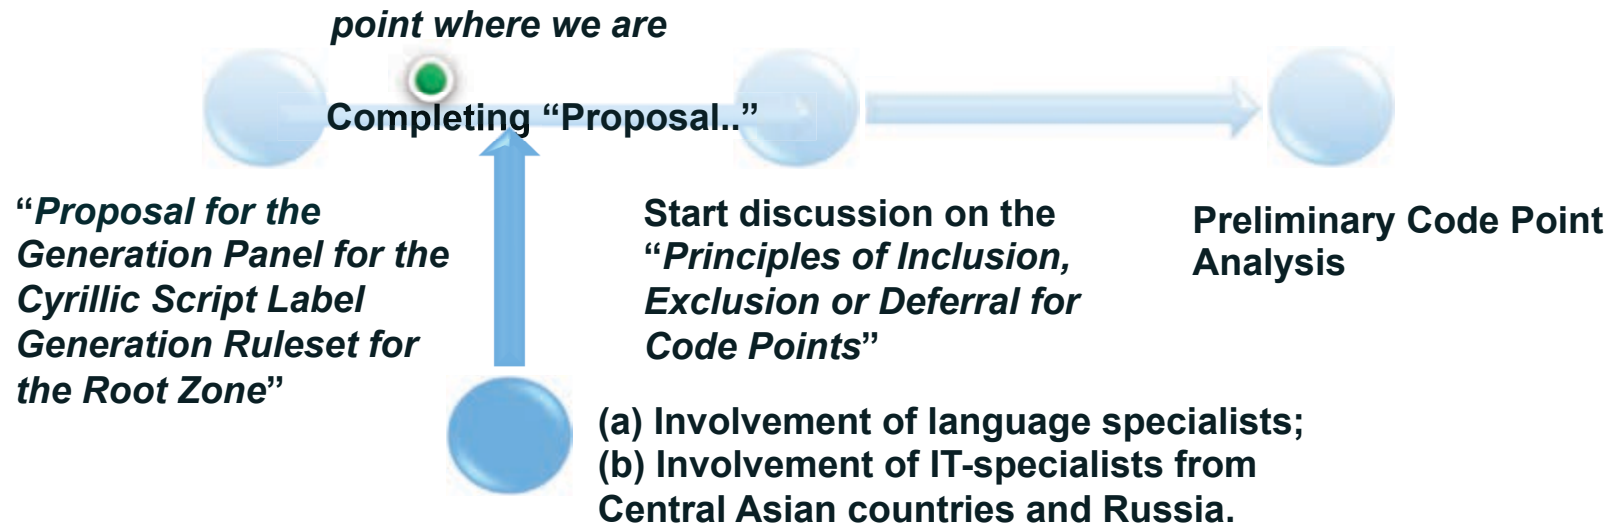 point where we are
Completing “Proposal..”
“Proposal for the
Generation Panel for the
Cyrillic Script Label
Generation Ruleset for
the Root Zone”
Start discussion on the
“Principles of Inclusion,
Exclusion or Deferral for
Code Points”
Preliminary Code Point
Analysis
(a) Involvement of language specialists;
(b) Involvement of IT-specialists from
Central Asian countries and Russia.